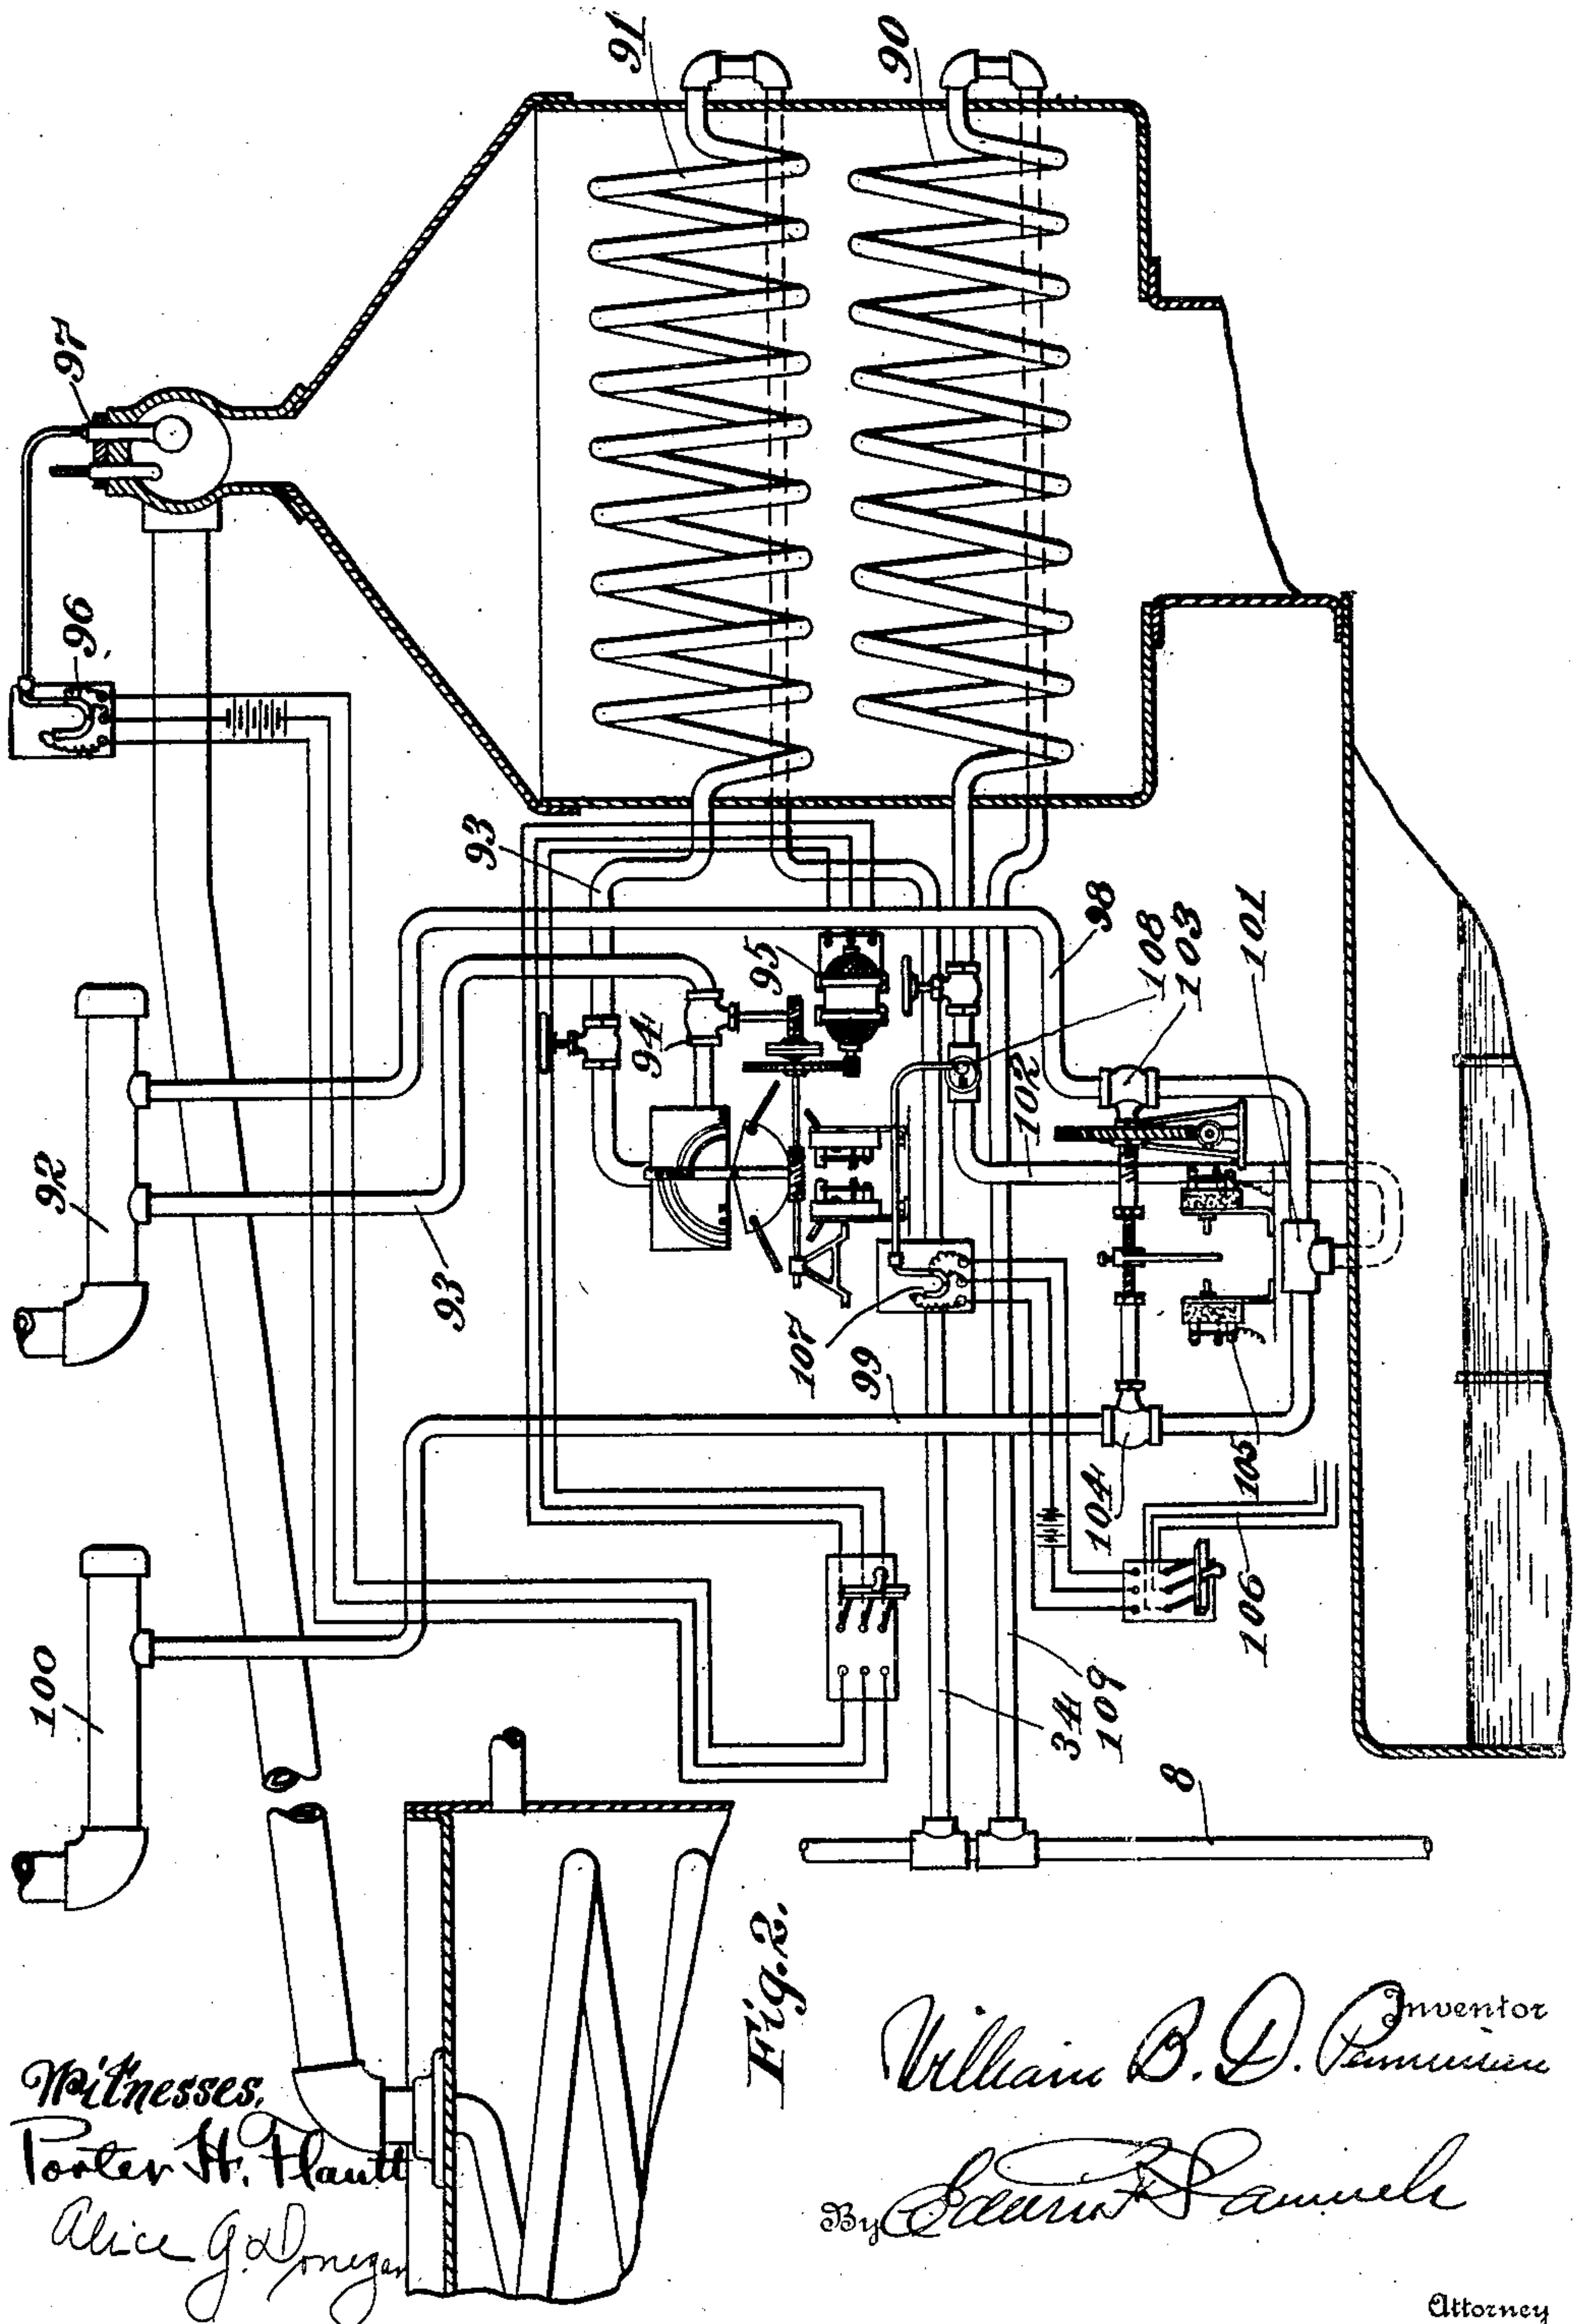 91
90
97
96
93
92
95
94
98
108
103
101
102
93
107
99
104
105
106
100
34
109
8
Fig. 2.
Witnesses.
Porter H. Flautt
Alice G. Donegan
Inventor
William B. D.
By
Attorney